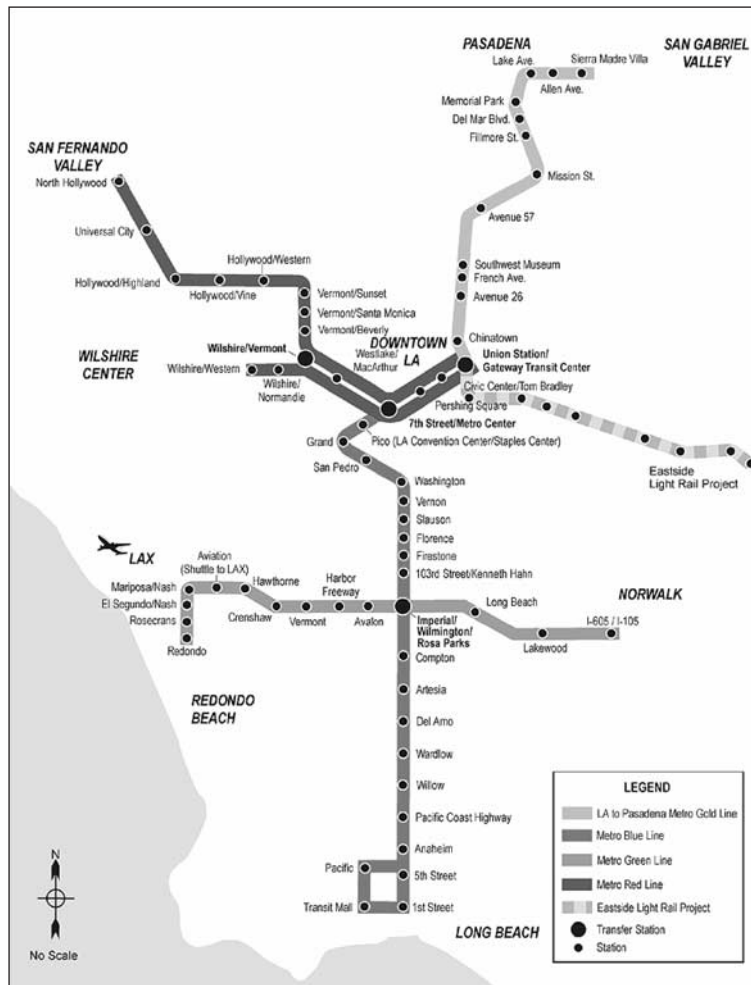 PASADENA
SAN GABRIEL
VALLEY
Lake Ave.
Sierra Madre Villa
Allen Ave.
Memorial Park
Del Mar Blvd.
Fillmore St.
Mission St.
Avenue 57
SAN FERNANDO
VALLEY
North Hollywood
Universal City
Hollywood/Western
Hollywood/Highland
Hollywood/Vine
Southwest Museum
French Ave.
Avenue 26
Vermont/Sunset
Vermont/Santa Monica
Vermont/Beverly
Chinatown
DOWNTOWN
LA
WILSHIRE
CENTER
Wilshire/Vermont
Westlake/
MacArthur
Union Station/
Gateway Transit Center
Wilshire/Western
Wilshire/
Normandie
Civic Center/Tom Bradley
Pershing Square
7th Street/Metro Center
Pico (LA Convention Center/Staples Center)
Grand
San Pedro
Eastside
Light Rail Project
Washington
Vernon
Slauson
Florence
Firestone
103rd Street/Kenneth Hahn
LAX
Aviation
(Shuttle to LAX)
Mariposa/Nash
El Segundo/Nash
Rosecrans
Redondo
Hawthorne
Crenshaw
Vermont
Harbor
Freeway
Avalon
Imperial/
Wilmington/
Rosa Parks
Long Beach
NORWALK
I-605 / I-105
Lakewood
REDONDO
BEACH
Compton
Artesia
Del Amo
Wardlow
Willow
Pacific Coast Highway
Anaheim
Pacific
5th Street
Transit Mall
1st Street
LONG BEACH
N
No Scale
LEGEND
LA to Pasadena Metro Gold Line
Metro Blue Line
Metro Green Line
Metro Red Line
Eastside Light Rail Project
Transfer Station
Station